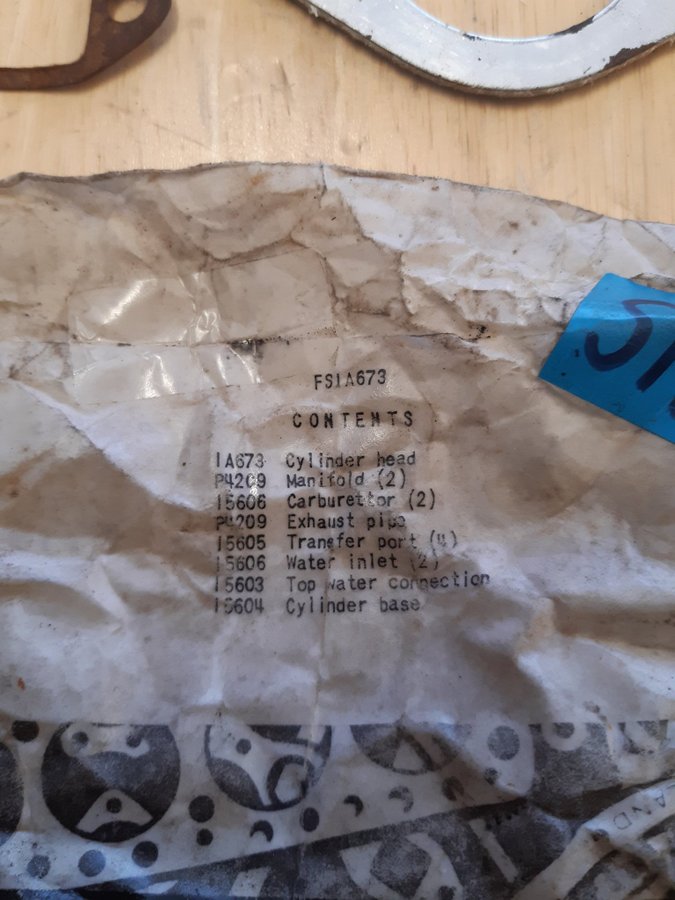 FS1A673
CONTENTS
1A673 Cylinder head
P4209 Manifold (2)
15606 Carburettor (2)
P4209 Exhaust pipe
15605 Transfer port (4)
15606 Water inlet (2)
15603 Top water connection
15604 Cylinder base
LAND